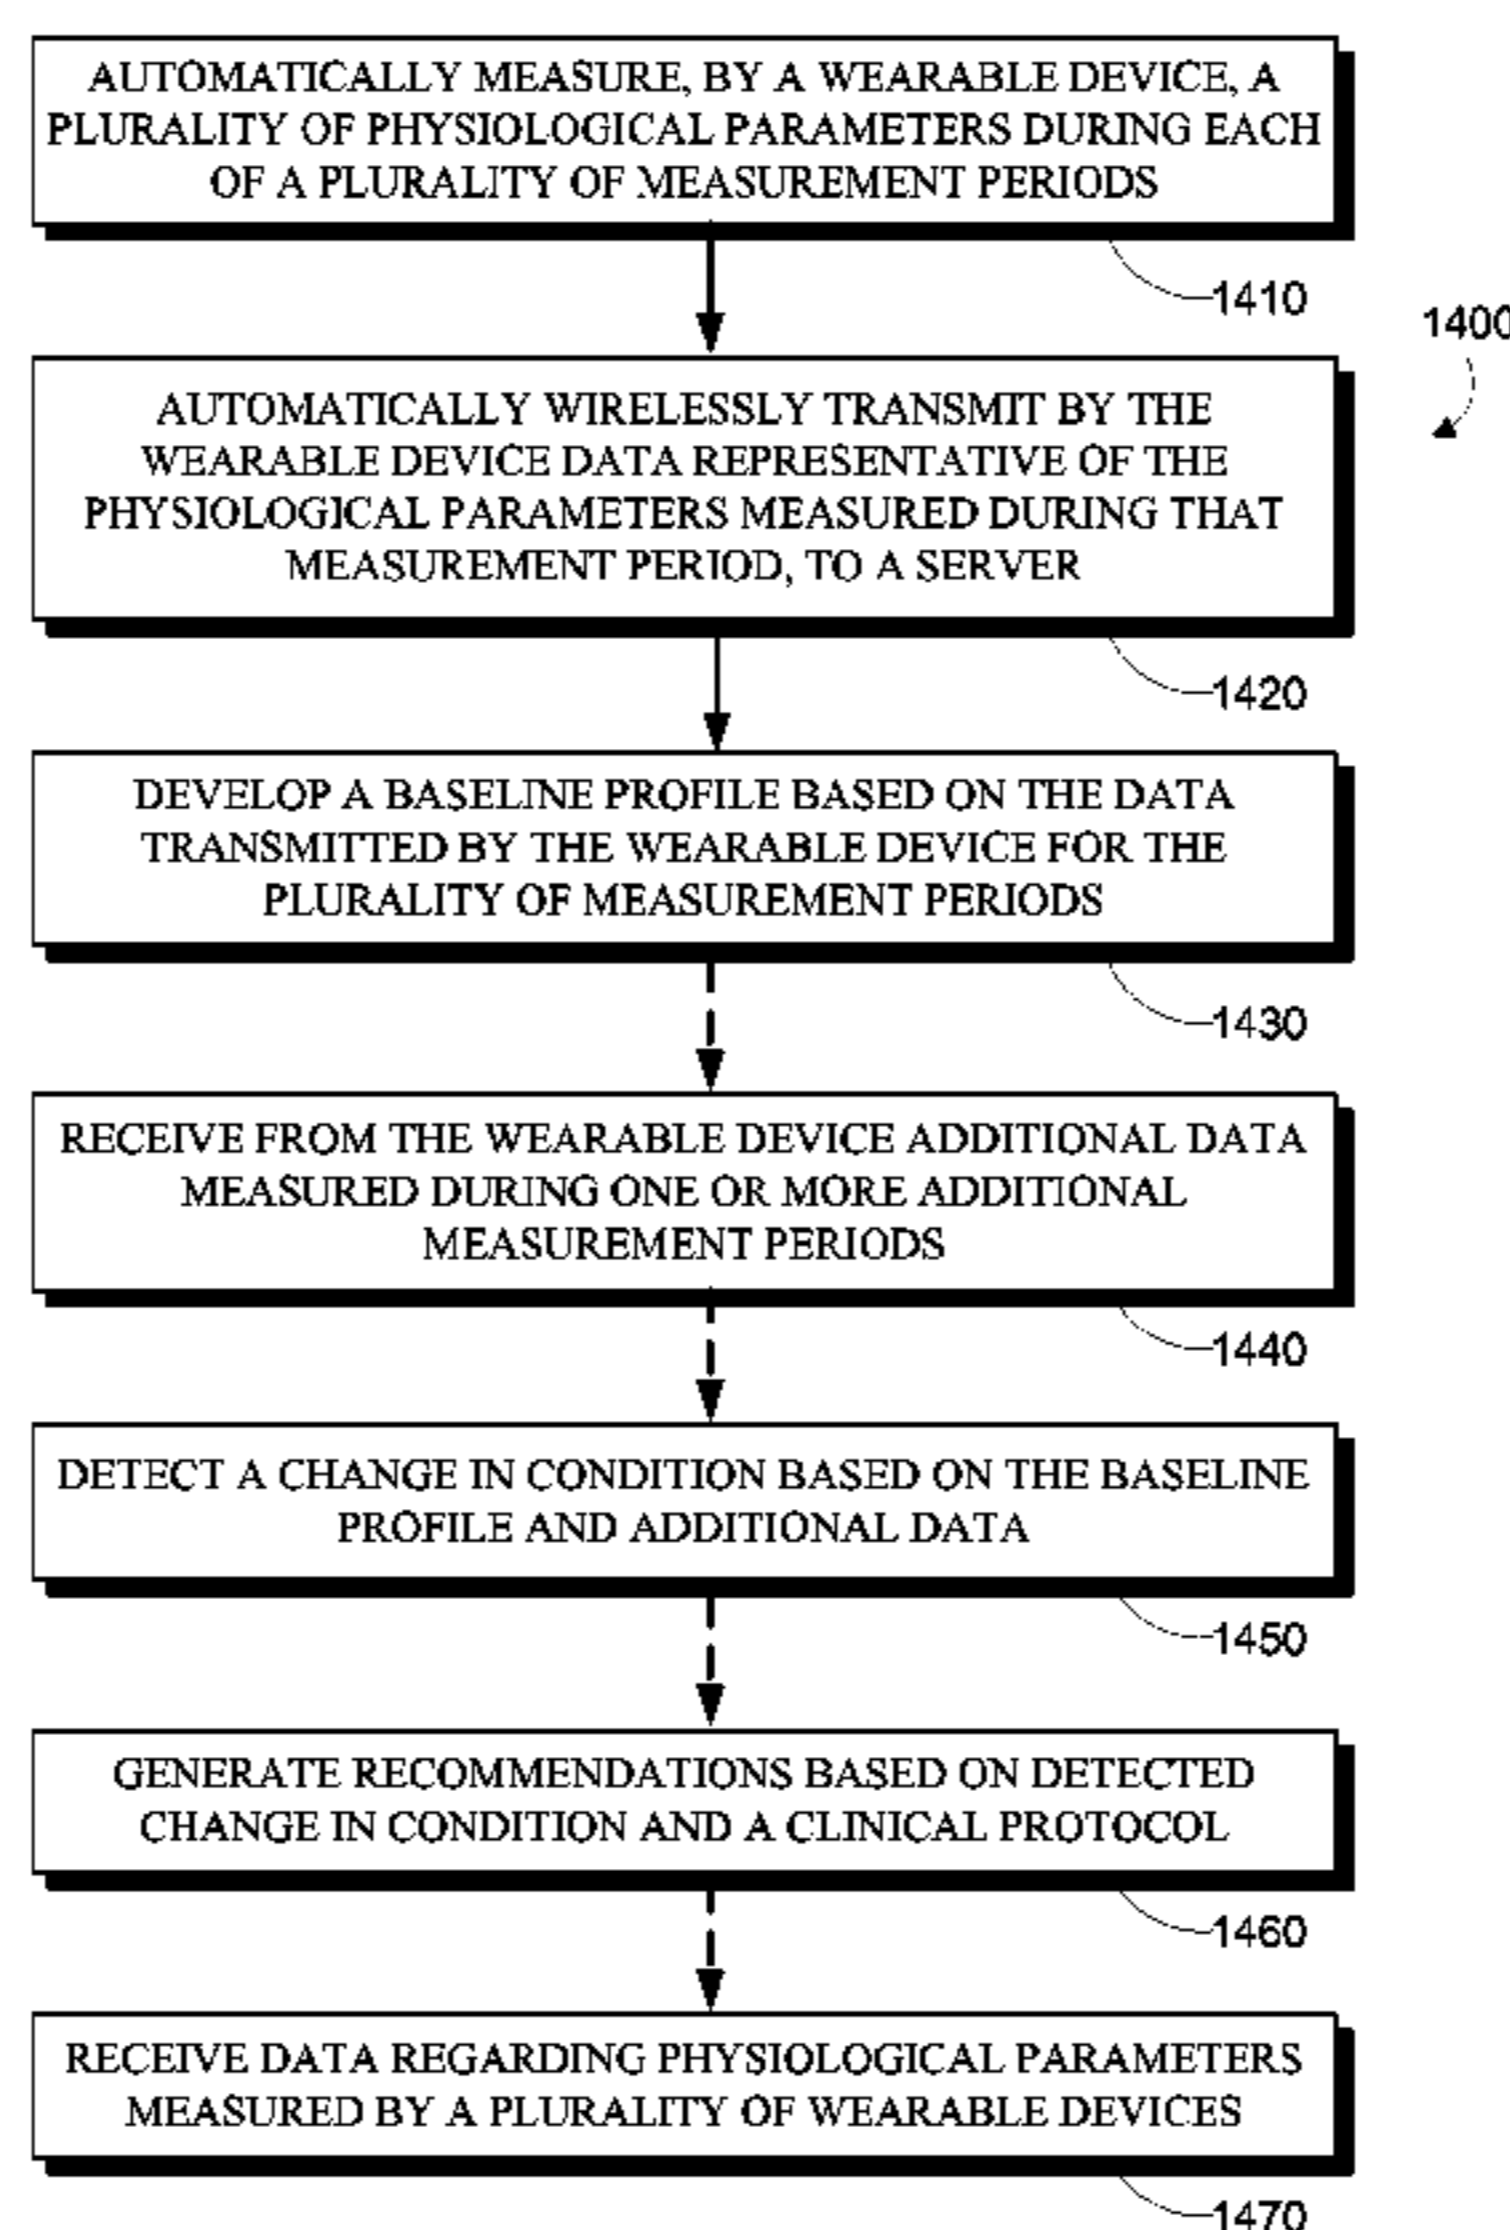 AUTOMATICALLY MEASURE, BY A WEARABLE DEVICE, A
PLURALITY OF PHYSIOLOGICAL PARAMETERS DURING EACH
OF A PLURALITY OF MEASUREMENT PERIODS
1410
1400
AUTOMATICALLY WIRELESSLY TRANSMIT BY THE
WEARABLE DEVICE DATA REPRESENTATIVE OF THE
PHYSIOLOGICAL PARAMETERS MEASURED DURING THAT
MEASUREMENT PERIOD, TO A SERVER
1420
DEVELOP A BASELINE PROFILE BASED ON THE DATA
TRANSMITTED BY THE WEARABLE DEVICE FOR THE
PLURALITY OF MEASUREMENT PERIODS
1430
RECEIVE FROM THE WEARABLE DEVICE ADDITIONAL DATA
MEASURED DURING ONE OR MORE ADDITIONAL
MEASUREMENT PERIODS
1440
DETECT A CHANGE IN CONDITION BASED ON THE BASELINE
PROFILE AND ADDITIONAL DATA
1450
GENERATE RECOMMENDATIONS BASED ON DETECTED
CHANGE IN CONDITION AND A CLINICAL PROTOCOL
1460
RECEIVE DATA REGARDING PHYSIOLOGICAL PARAMETERS
MEASURED BY A PLURALITY OF WEARABLE DEVICES
1470